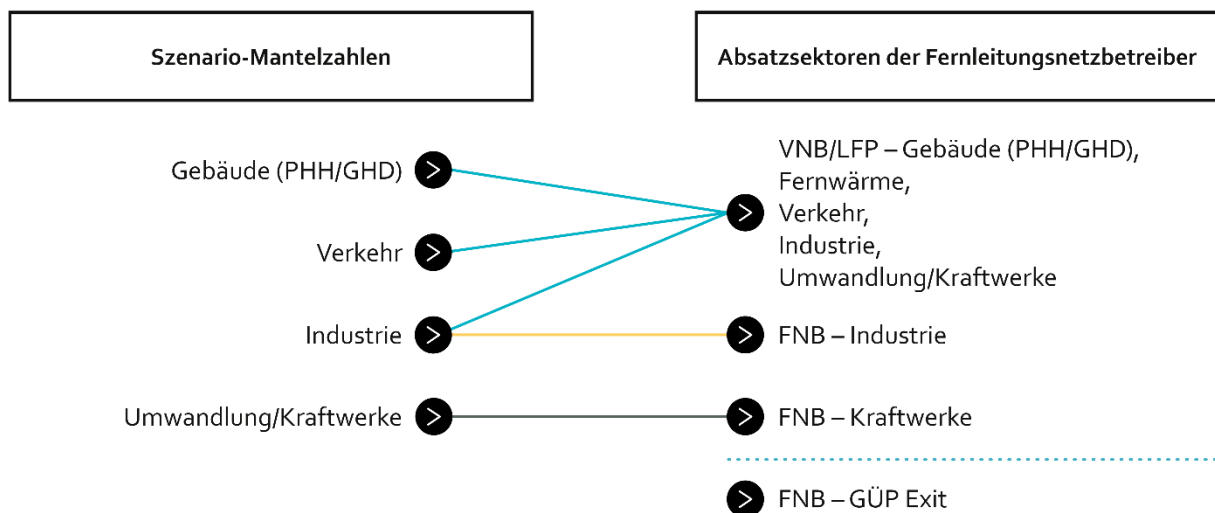 Szenario-Mantelzahlen
Absatzsektoren der Fernleitungsnetzbetreiber
Gebäude (PHH/GHD)
Verkehr
Industrie
Umwandlung/Kraftwerke
VNB/LFP – Gebäude (PHH/GHD),
Fernwärme,
Verkehr,
Industrie,
Umwandlung/Kraftwerke
FNB – Industrie
FNB – Kraftwerke
FNB – GÜP Exit